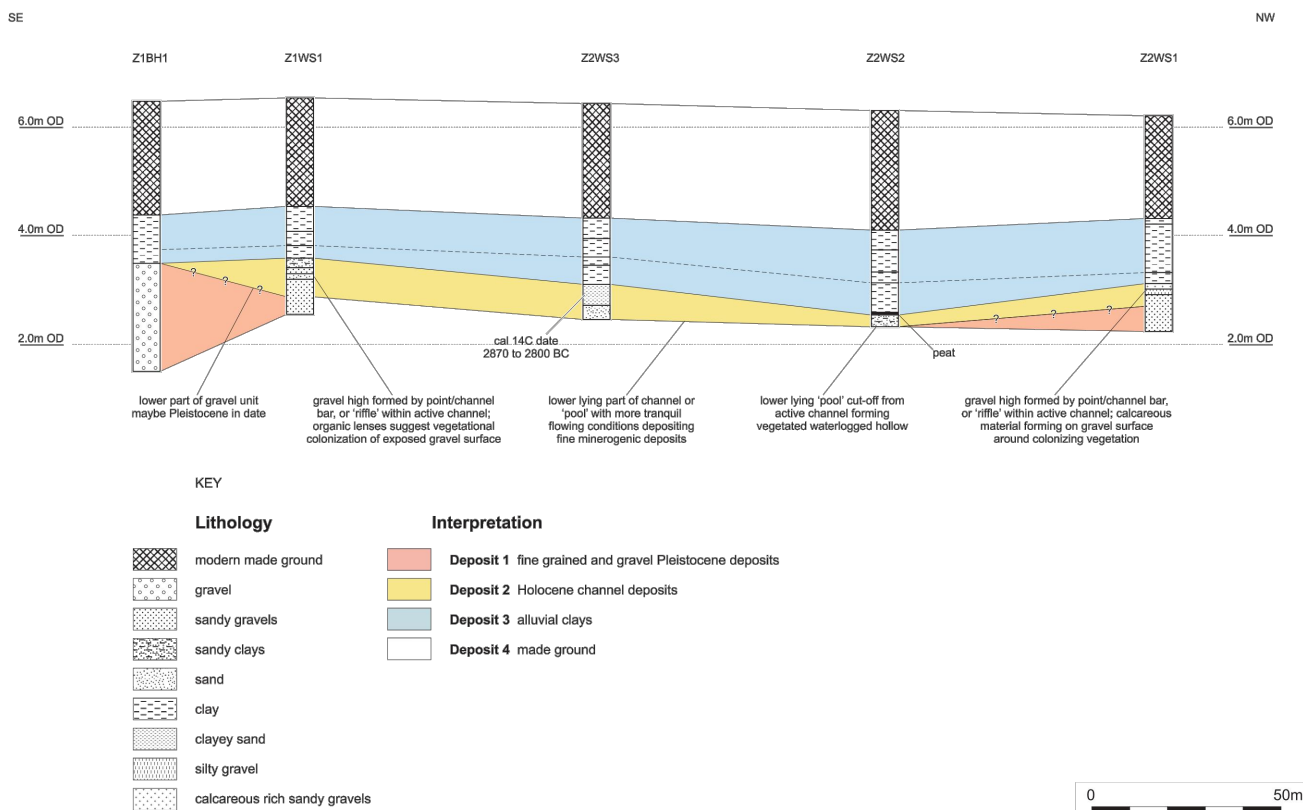 SE
NW
Z1BH1
Z1WS1
Z2WS3
Z2WS2
Z2WS1
6.0m OD
6.0m OD
4.0m OD
4.0m OD
2.0m OD
2.0m OD
?
?
?
?
?
?
cal 14C date
2870 to 2800 BC
peat
lower part of gravel unit
maybe Pleistocene in date
gravel high formed by point/channel
bar, or ‘riffle’ within active channel;
organic lenses suggest vegetational
colonization of exposed gravel surface
lower lying part of channel or
‘pool’ with more tranquil
flowing conditions depositing
fine minerogenic deposits
lower lying ‘pool’ cut-off from
active channel forming
vegetated waterlogged hollow
gravel high formed by point/channel bar,
or ‘riffle’ within active channel; calcareous
material forming on gravel surface
around colonizing vegetation
KEY
Lithology
modern made ground
gravel
sandy gravels
sandy clays
sand
clay
clayey sand
silty gravel
calcareous rich sandy gravels
Interpretation
Deposit 1 fine grained and gravel Pleistocene deposits
Deposit 2 Holocene channel deposits
Deposit 3 alluvial clays
Deposit 4 made ground
0
50m